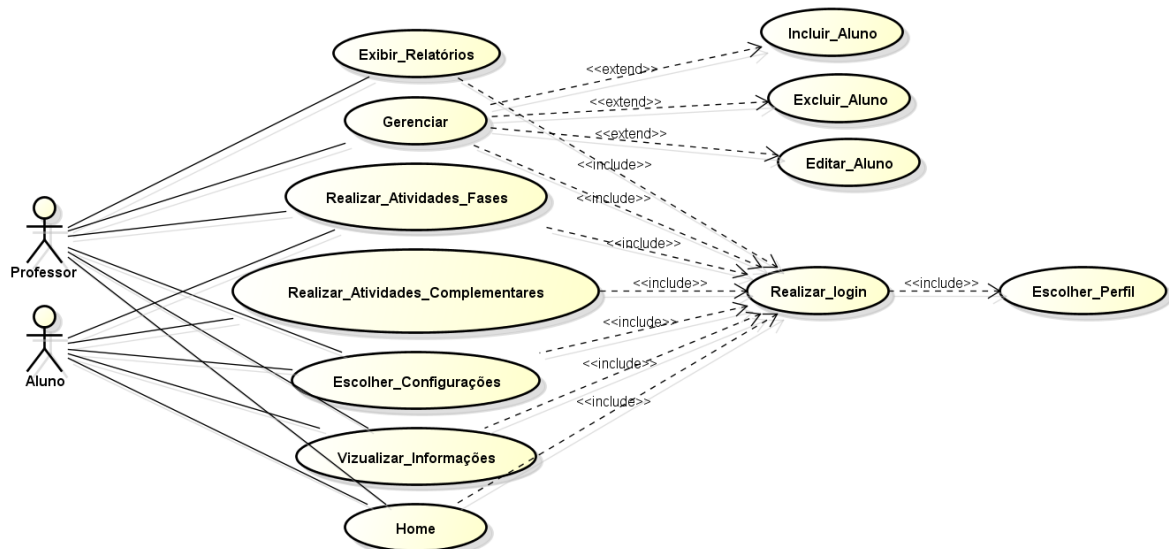 Incluir_Aluno
Exibir_Relatórios
<<extend>>
Excluir_Aluno
<<extend>>
Gerenciar
<<extend>>
Editar_Aluno
<<include>>
Realizar_Atividades_Fases
<<include>>
<<include>>
Professor
Realizar_Atividades_Complementares
<<include>>
Realizar_login
<<include>>
Escolher_Perfil
<<include>>
Aluno
Escolher_Configurações
<<include>>
<<include>>
Vizualizar_Informações
Home